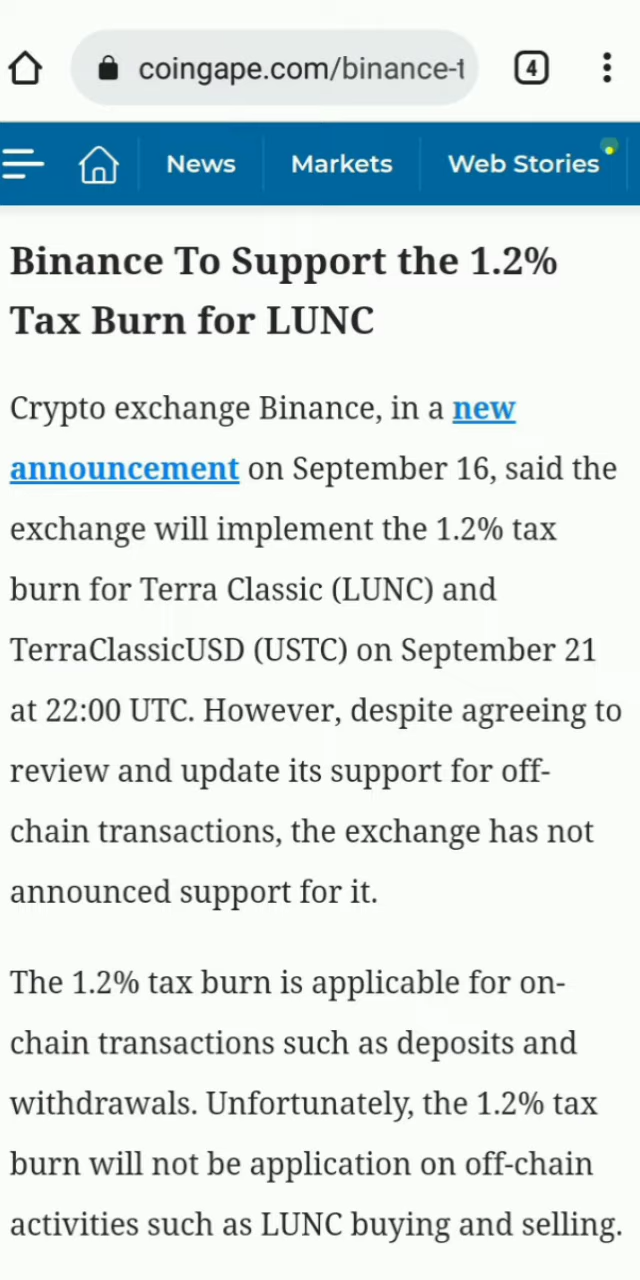 coingape.com/binance-t
4
News Markets Web Stories
Binance To Support the 1.2%
Tax Burn for LUNC
Crypto exchange Binance, in a new
announcement on September 16, said the
exchange will implement the 1.2% tax
burn for Terra Classic (LUNC) and
TerraClassicUSD (USTC) on September 21
at 22:00 UTC. However, despite agreeing to
review and update its support for off-
chain transactions, the exchange has not
announced support for it.
The 1.2% tax burn is applicable for on-
chain transactions such as deposits and
withdrawals. Unfortunately, the 1.2% tax
burn will not be application on off-chain
activities such as LUNC buying and selling.